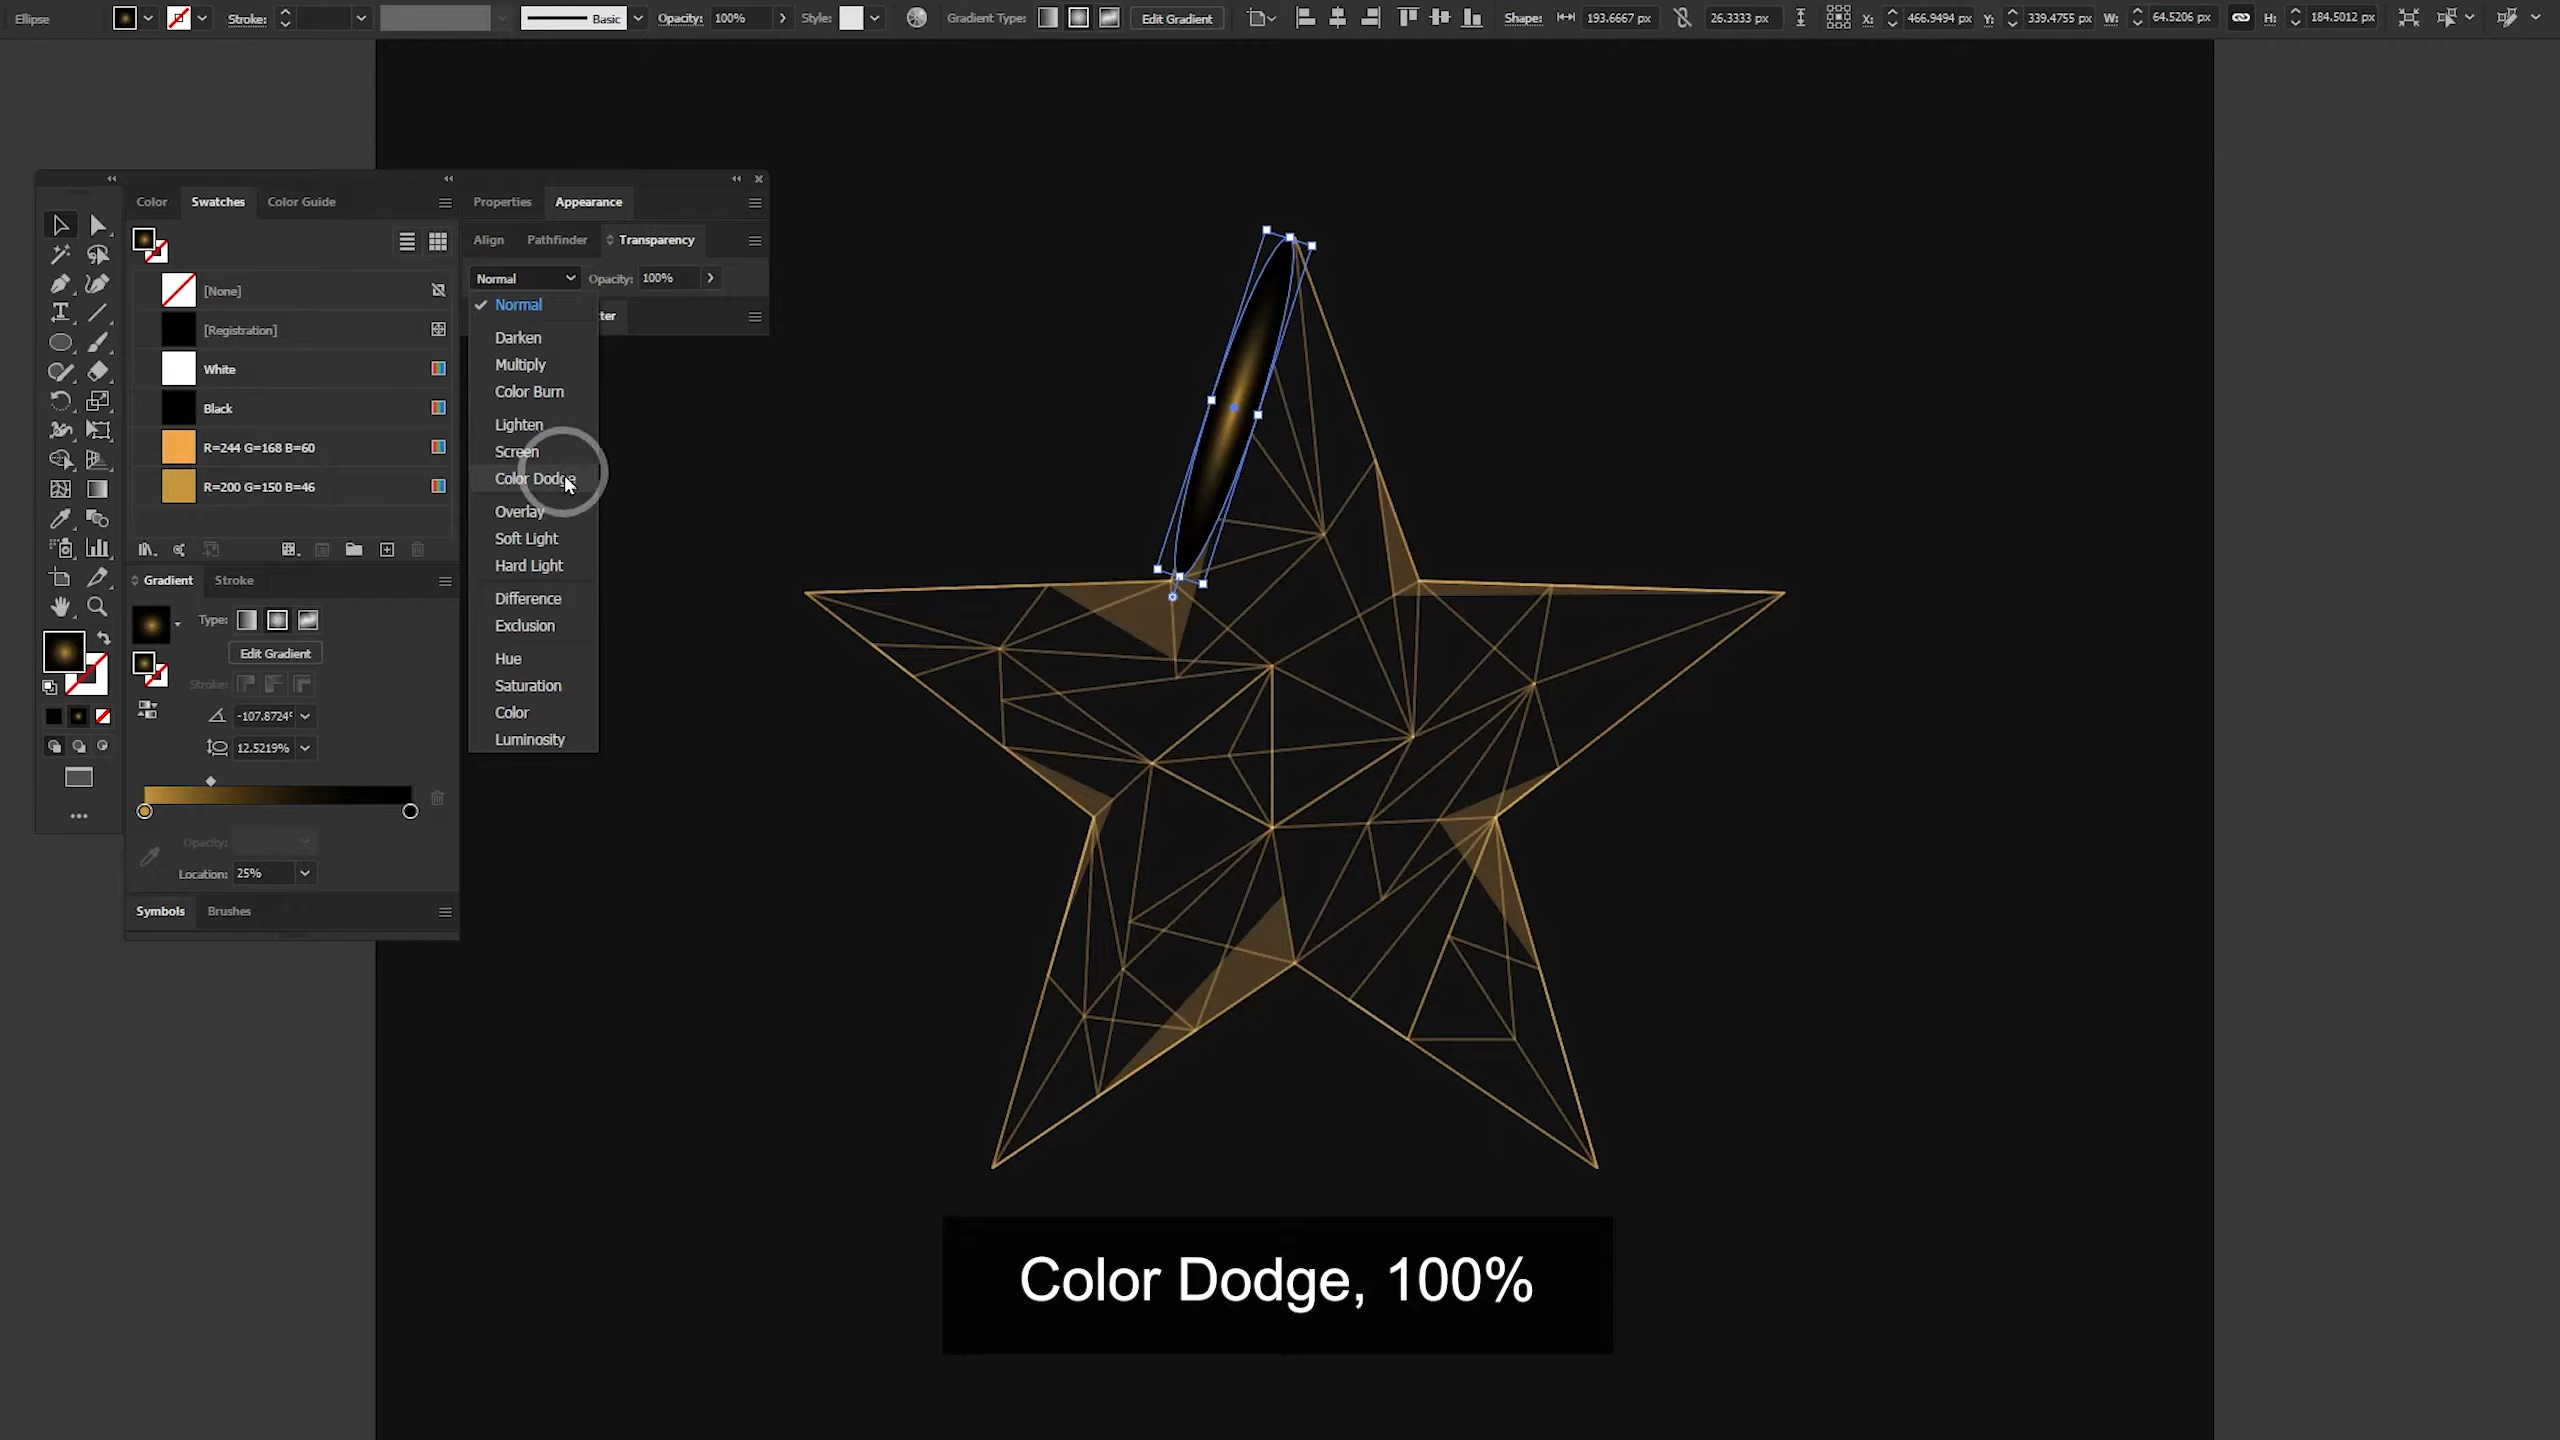 Ellipse Stroke: Basic Opacity: 100% Style: Gradient Type: Edit Gradient Shape: 193.6667 px 26.3333 px X: 466.9494 px Y: 339.4755 px W: 64.5206 px H: 184.5012 px
Color Swatches Color Guide
[None]
[Registration]
White
Black
R=244 G=168 B=60
R=200 G=150 B=46
Gradient Stroke
Type:
Edit Gradient
Stroke:
-107.8724°
12.5219%
Opacity:
Location: 25%
Symbols Brushes
Properties Appearance
Align Pathfinder Transparency
Normal Opacity: 100%
ter
Normal
Darken
Multiply
Color Burn
Lighten
Screen
Color Dodge
Overlay
Soft Light
Hard Light
Difference
Exclusion
Hue
Saturation
Color
Luminosity
Color Dodge, 100%